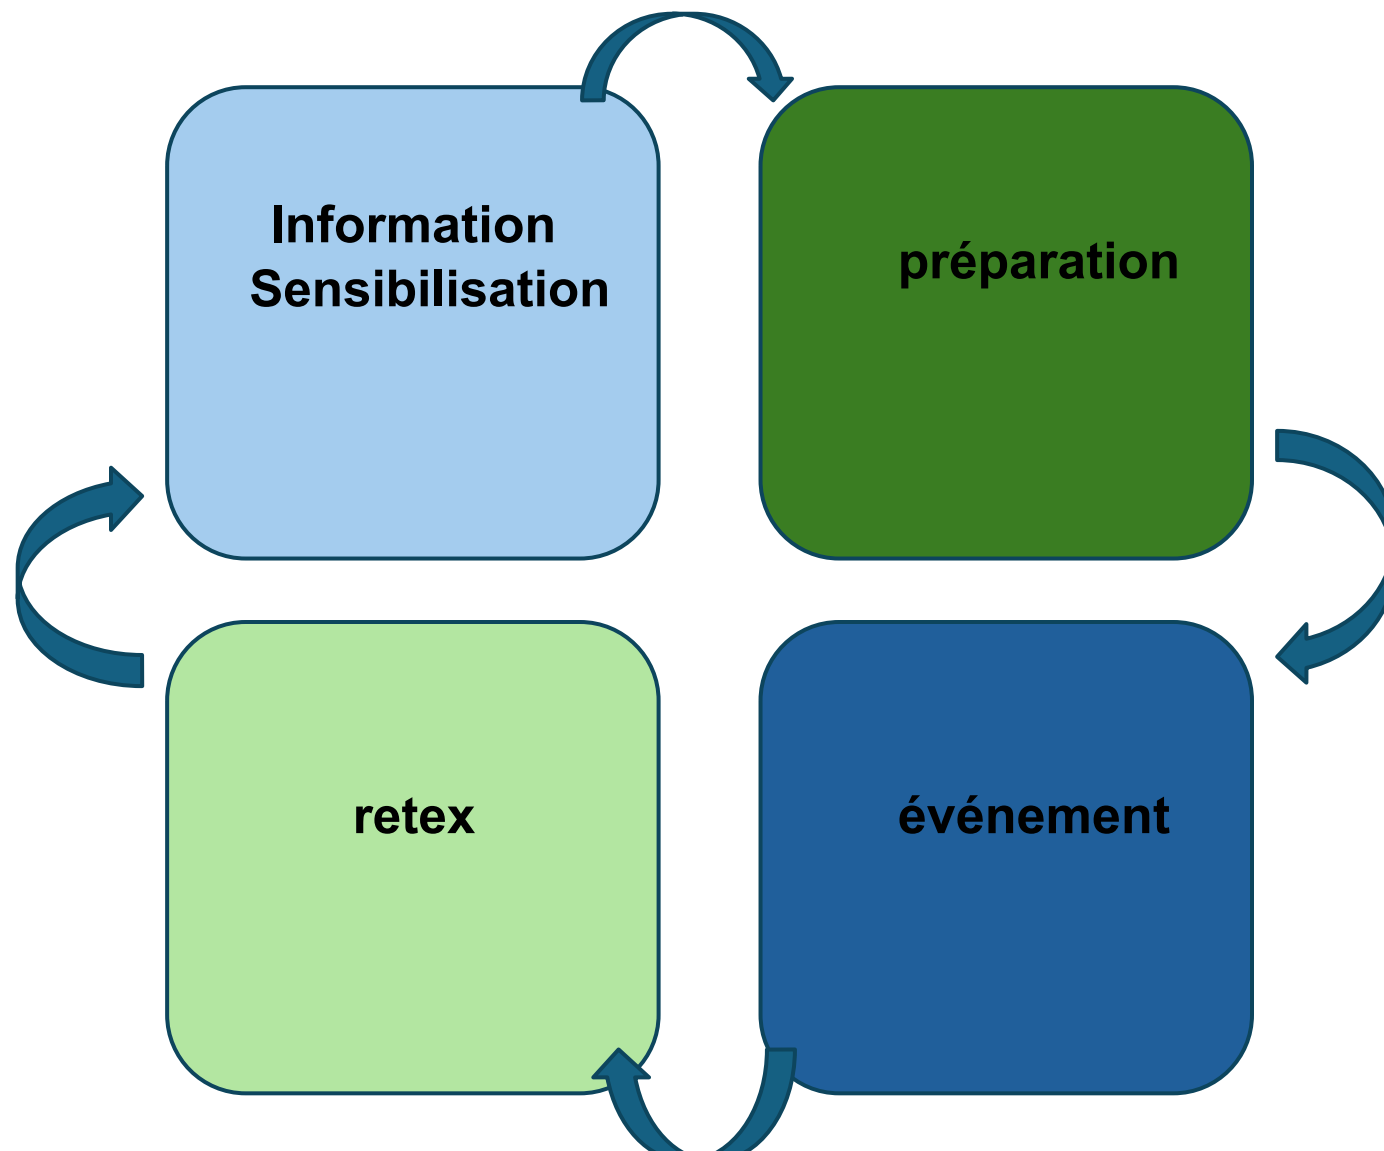 Information
Sensibilisation
préparation
retex
événement